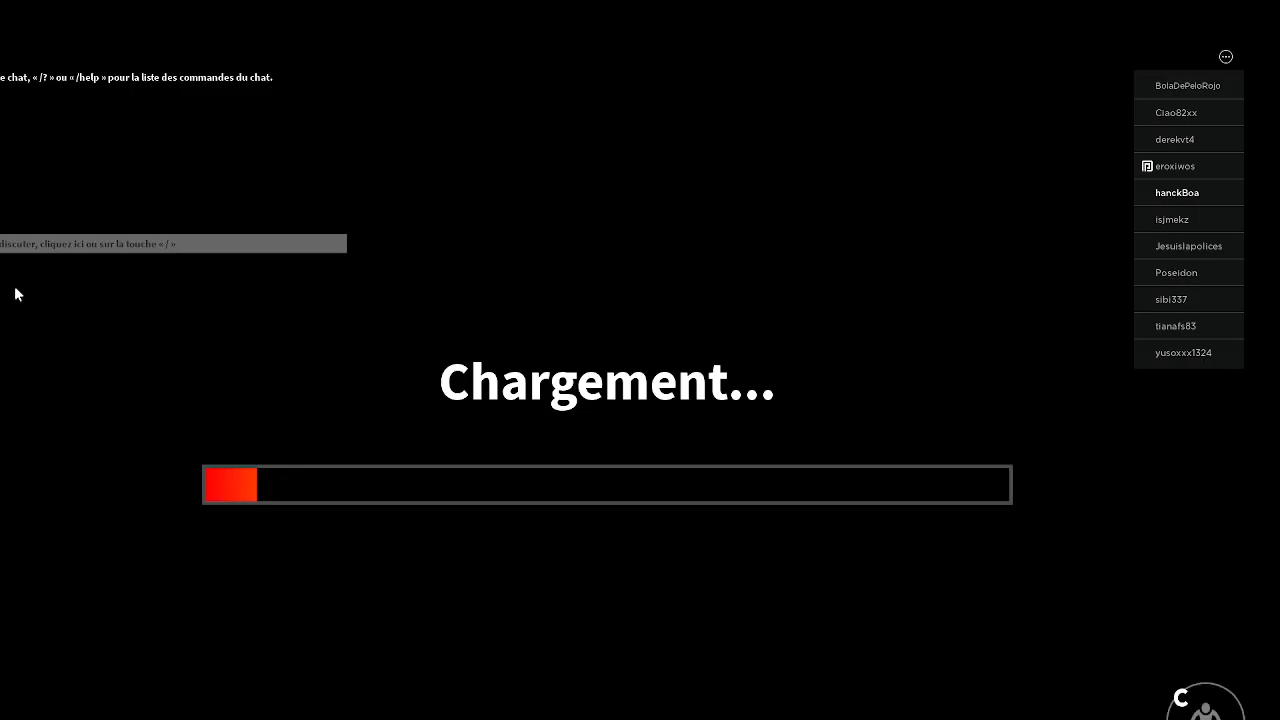 e chat, « /? » ou « /help » pour la liste des commandes du chat.
BolaDePeloRojo
Ciao82xx
derekvt4
eroxiwos
hanckBoa
isjmekz
Jesuislapolices
Poseidon
sibi337
tianafs83
yusoxxx1324
discuter, cliquez ici ou sur la touche « / »
Chargement...
C